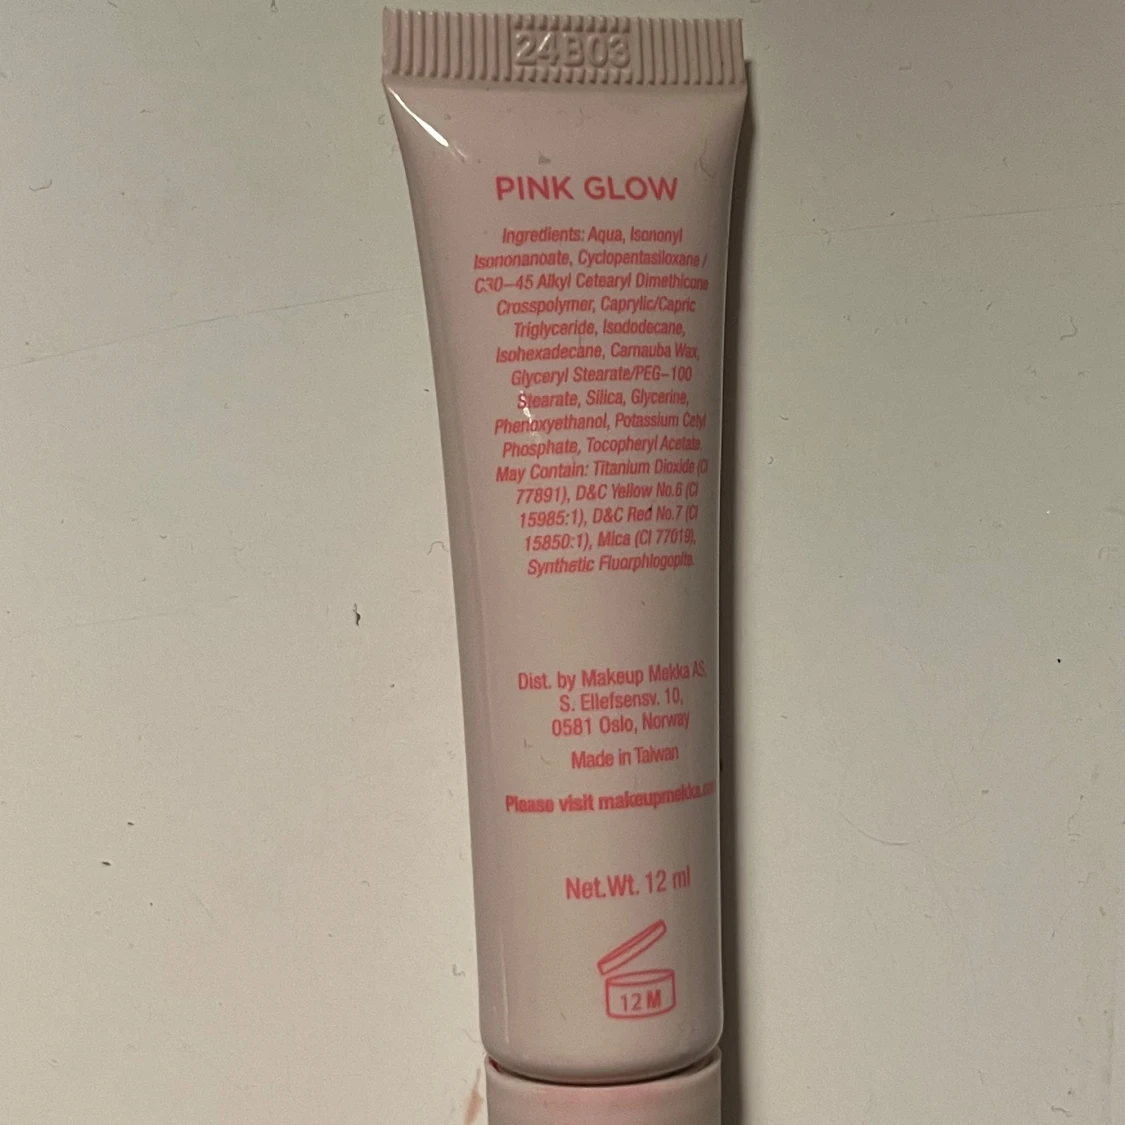 24B03
PINK GLOW
Ingredients: Aqua, Isononyl
Isononanoate, Cyclopentasiloxane /
C30–45 Alkyl Cetearyl Dimethicone
Crosspolymer, Caprylic/Capric
Triglyceride, Isododecane,
Isohexadecane, Carnauba Wax,
Glyceryl Stearate/PEG–100
Stearate, Silica, Glycerine,
Phenoxyethanol, Potassium Cetyl
Phosphate, Tocopheryl Acetate.
May Contain: Titanium Dioxide (CI
77891), D&C Yellow No.6 (CI
15985:1), D&C Red No.7 (CI
15850:1), Mica (CI 77019),
Synthetic Fluorphlogopite.
Dist. by Makeup Mekka AS.
S. Ellefsensv. 10,
0581 Oslo, Norway
Made in Taiwan
Please visit makeupmekka
Net.Wt. 12 ml
12 M